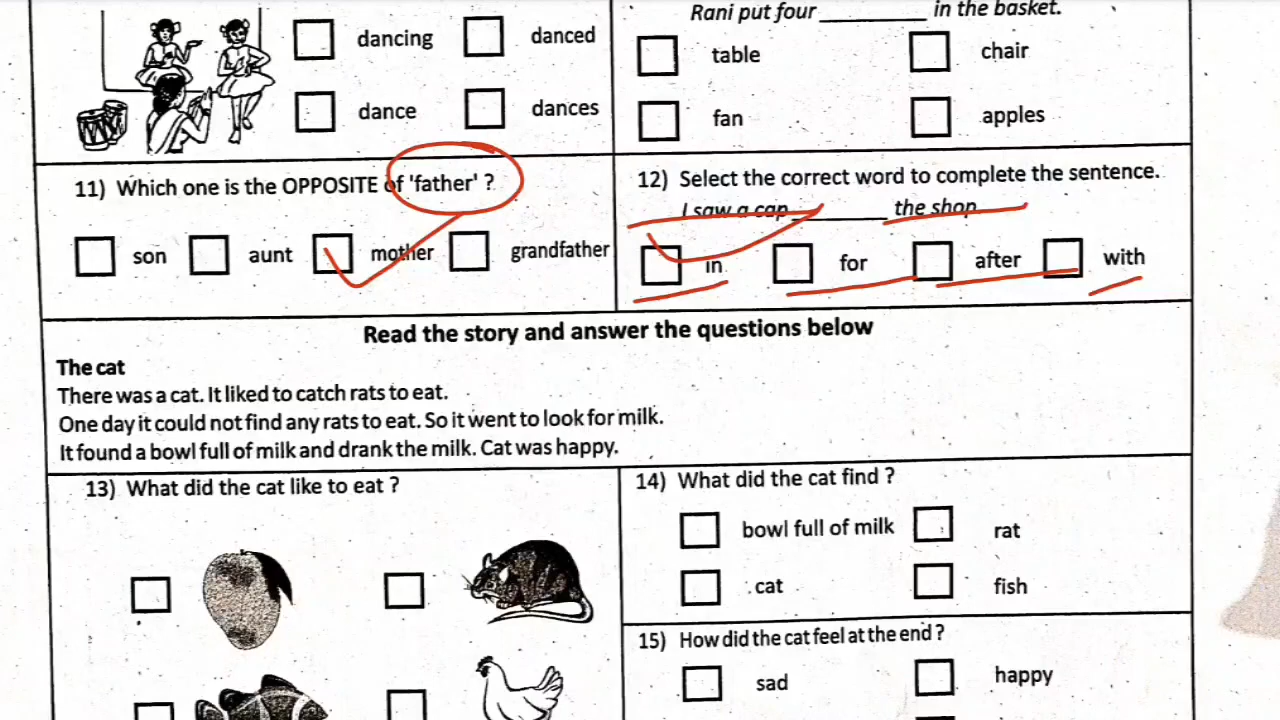 Rani put four __________ in the basket.
dancing danced
dance dances
table chair
fan apples
11) Which one is the OPPOSITE of 'father' ?
son aunt mother grandfather
12) Select the correct word to complete the sentence.
I saw a cap _________ the shop
in for after with
Read the story and answer the questions below
The cat
There was a cat. It liked to catch rats to eat.
One day it could not find any rats to eat. So it went to look for milk.
It found a bowl full of milk and drank the milk. Cat was happy.
13) What did the cat like to eat ?
14) What did the cat find ?
bowl full of milk rat
cat fish
15) How did the cat feel at the end ?
sad happy